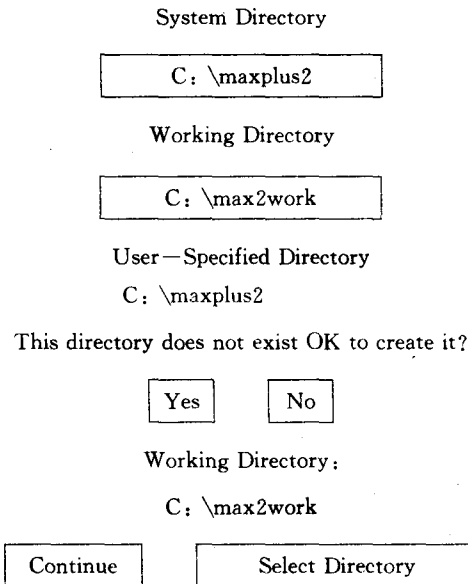 System Directory
C：\maxplus2
Working Directory
C：\max2work
User－Specified Directory
C：\maxplus2
This directory does not exist OK to create it?
Yes No
Working Directory：
C：\max2work
Continue Select Directory